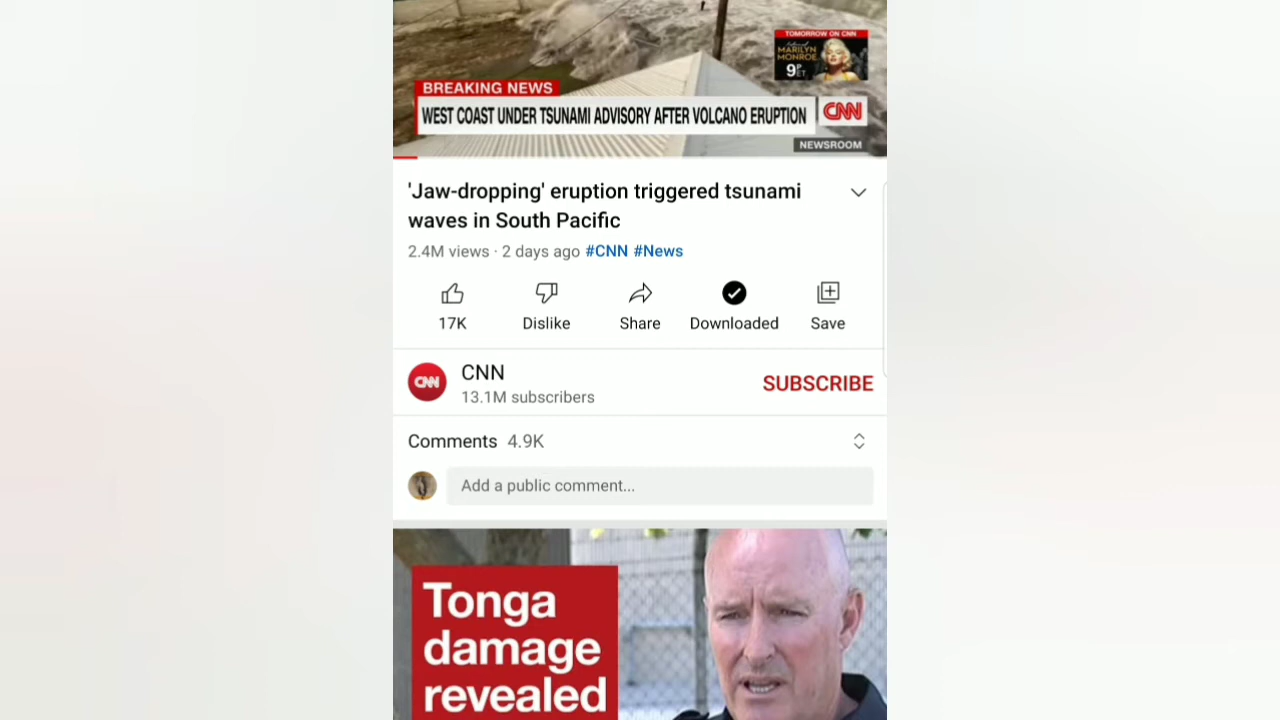 TOMORROW ON CNN
MARILYN
MONROE
9P ET
BREAKING NEWS
WEST COAST UNDER TSUNAMI ADVISORY AFTER VOLCANO ERUPTION
CNN
NEWSROOM
'Jaw-dropping' eruption triggered tsunami
waves in South Pacific
2.4M views · 2 days ago #CNN #News
17K
Dislike
Share
Downloaded
Save
CNN
CNN
13.1M subscribers
SUBSCRIBE
Comments 4.9K
Add a public comment...
Tonga
damage
revealed